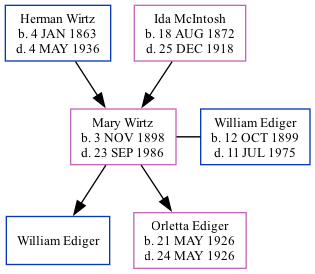 Herman Wirtz
b. 4 JAN 1863
d. 4 MAY 1936
Ida McIntosh
b. 18 AUG 1872
d. 25 DEC 1918
Mary Wirtz
b. 3 NOV 1898
d. 23 SEP 1986
William Ediger
b. 12 OCT 1899
d. 11 JUL 1975
William Ediger
Orletta Ediger
b. 21 MAY 1926
d. 24 MAY 1926